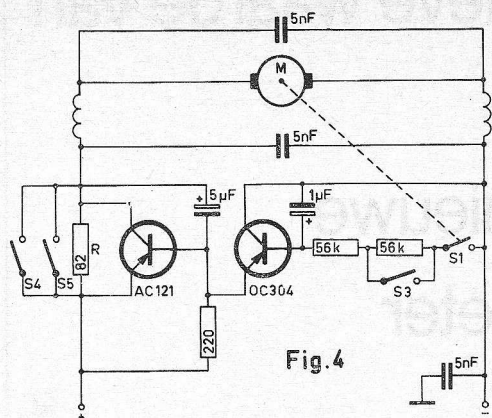 5nF
M
5nF
5µF
1µF
56k
56k
R
82
S4
S5
AC121
OC304
S3
S1
220
Fig.4
5nF
+
-